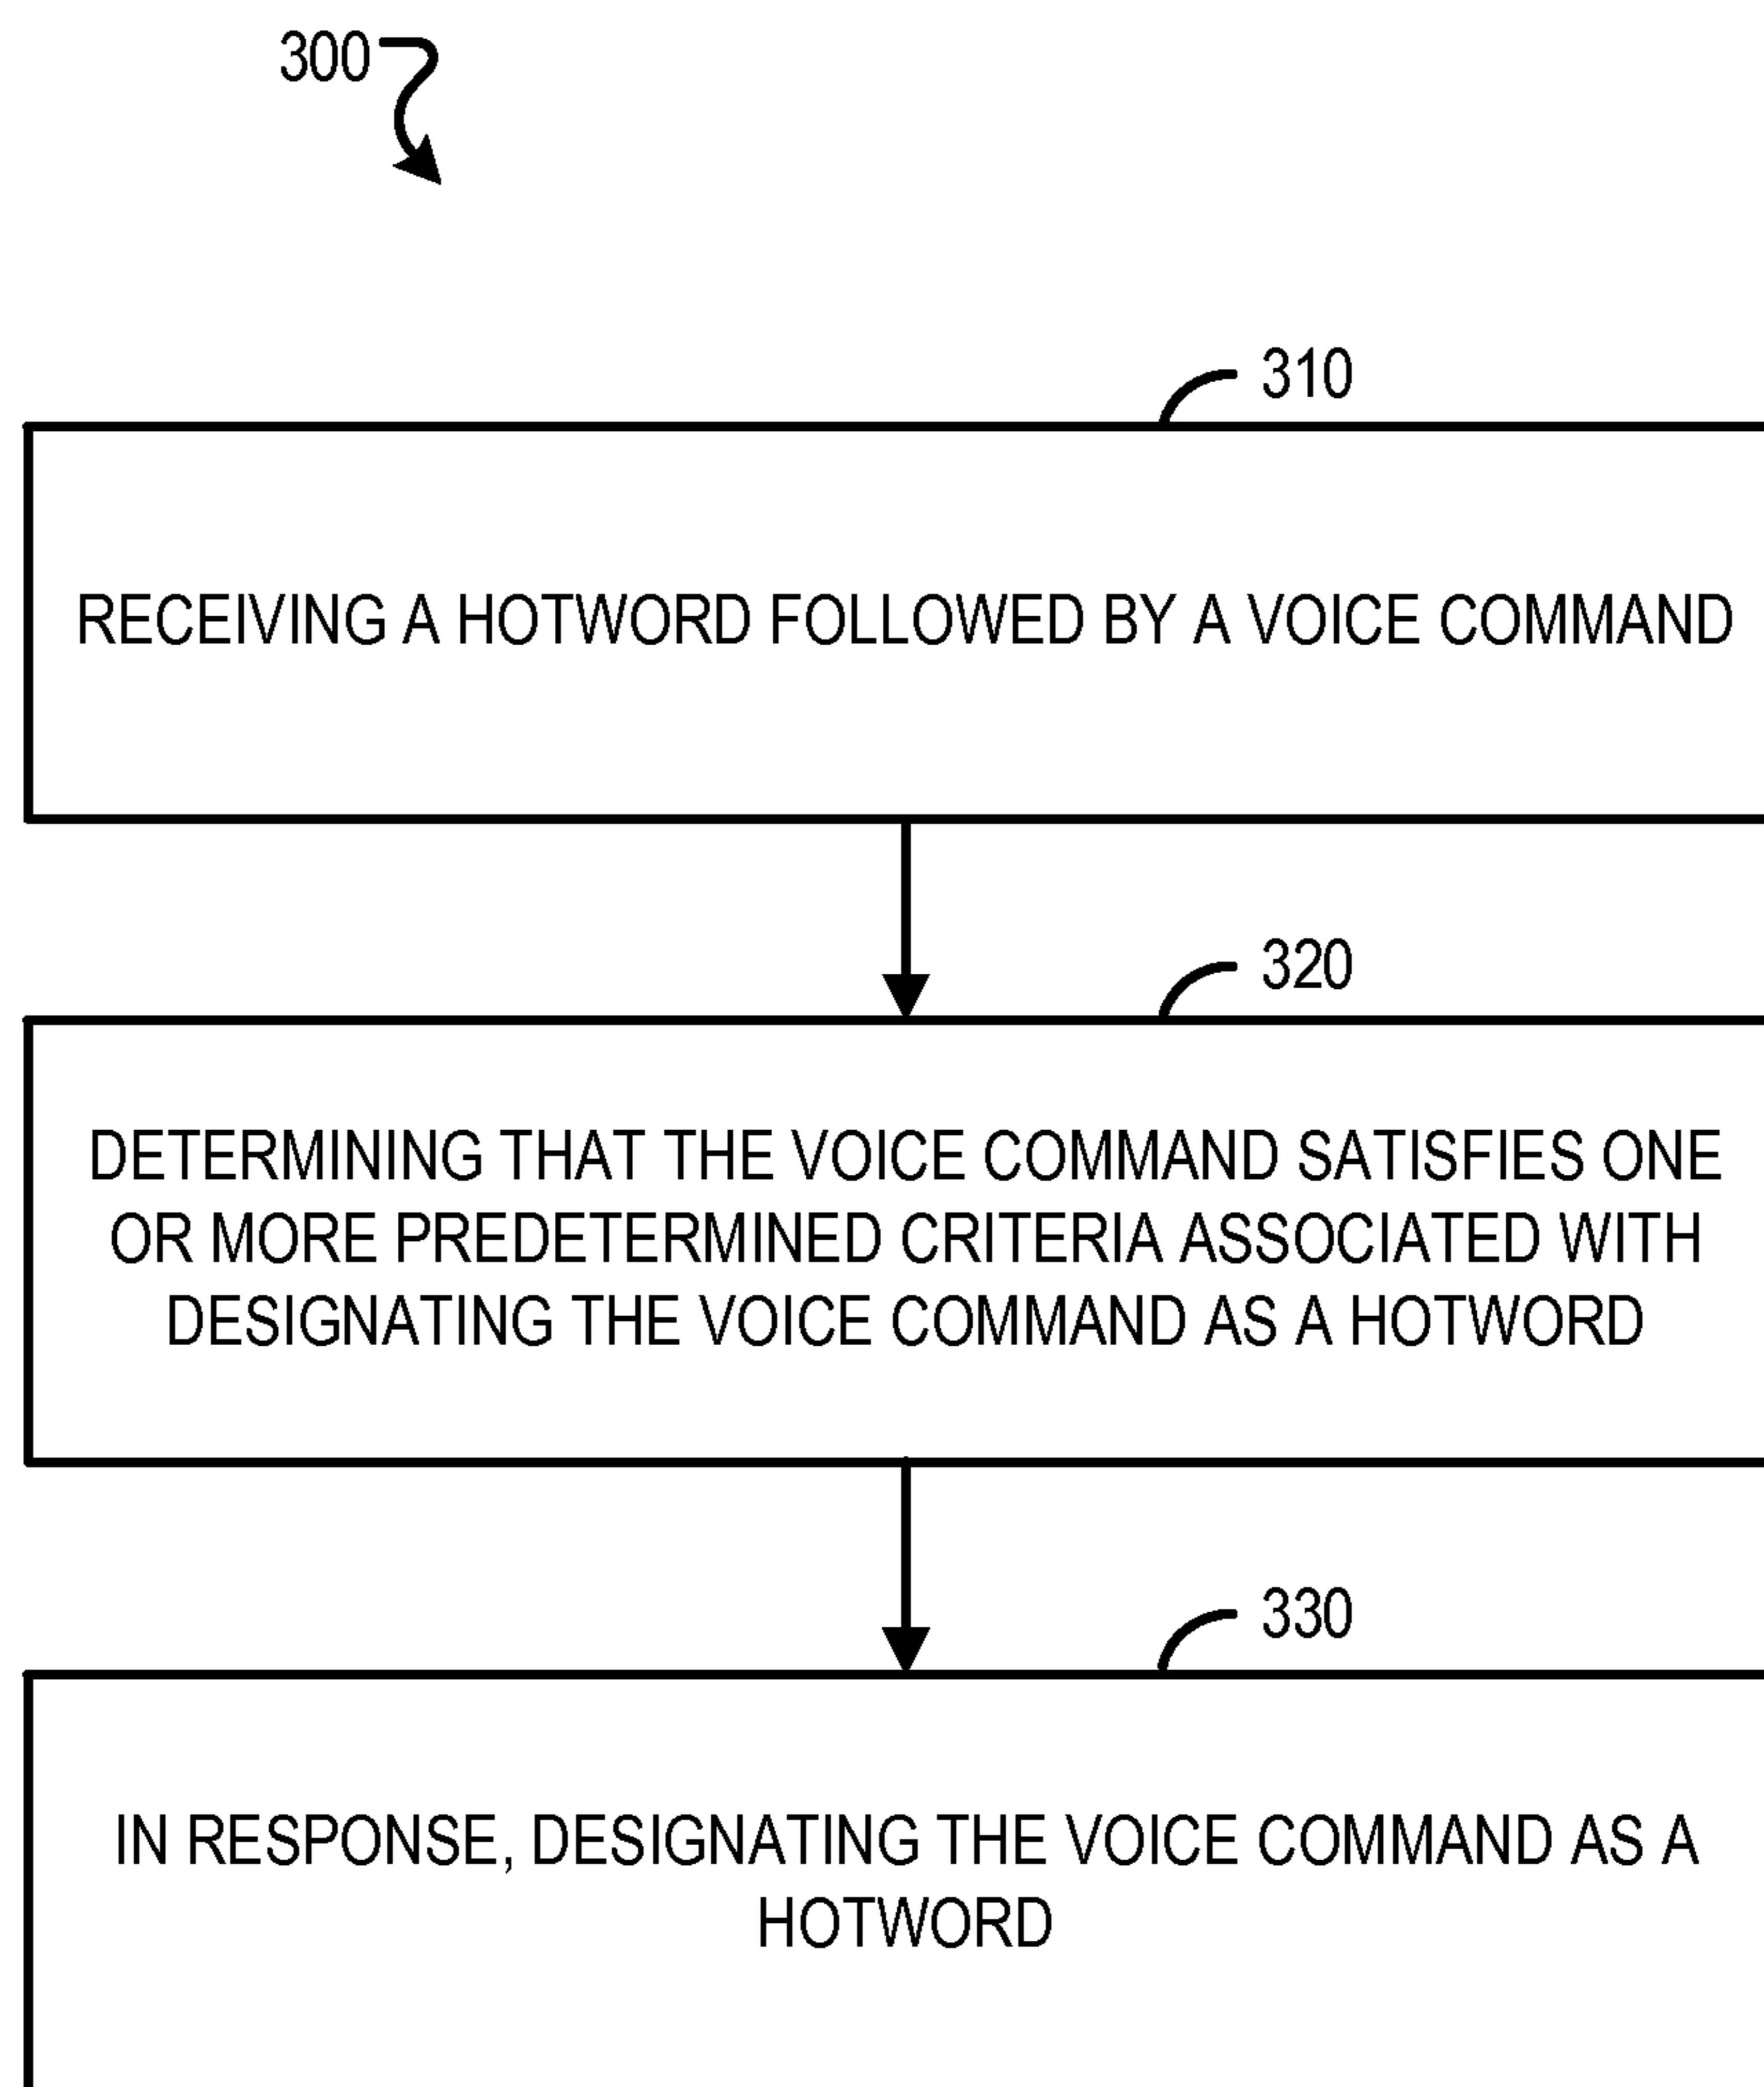 300
310
RECEIVING A HOTWORD FOLLOWED BY A VOICE COMMAND
320
DETERMINING THAT THE VOICE COMMAND SATISFIES ONE
OR MORE PREDETERMINED CRITERIA ASSOCIATED WITH
DESIGNATING THE VOICE COMMAND AS A HOTWORD
330
IN RESPONSE, DESIGNATING THE VOICE COMMAND AS A
HOTWORD